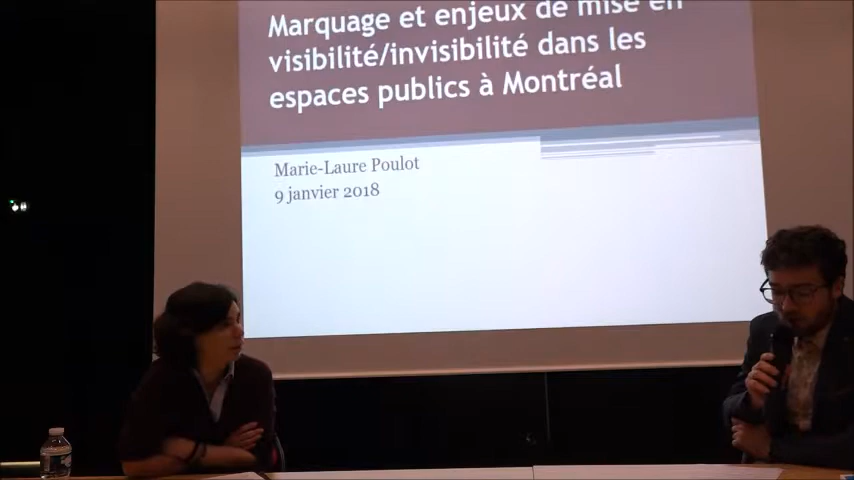 Marquage et enjeux de mise en
visibilité/invisibilité dans les
espaces publics à Montréal
Marie-Laure Poulot
9 janvier 2018